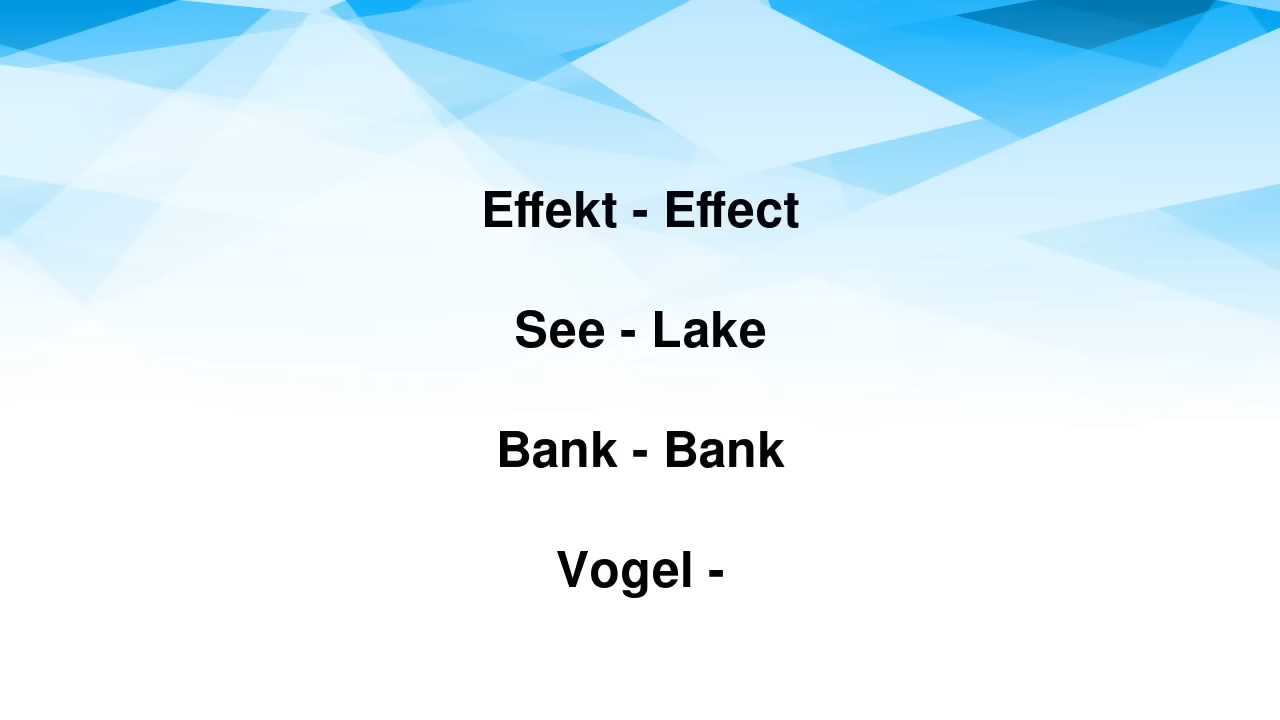 Effekt - Effect
See - Lake
Bank - Bank
Vogel -